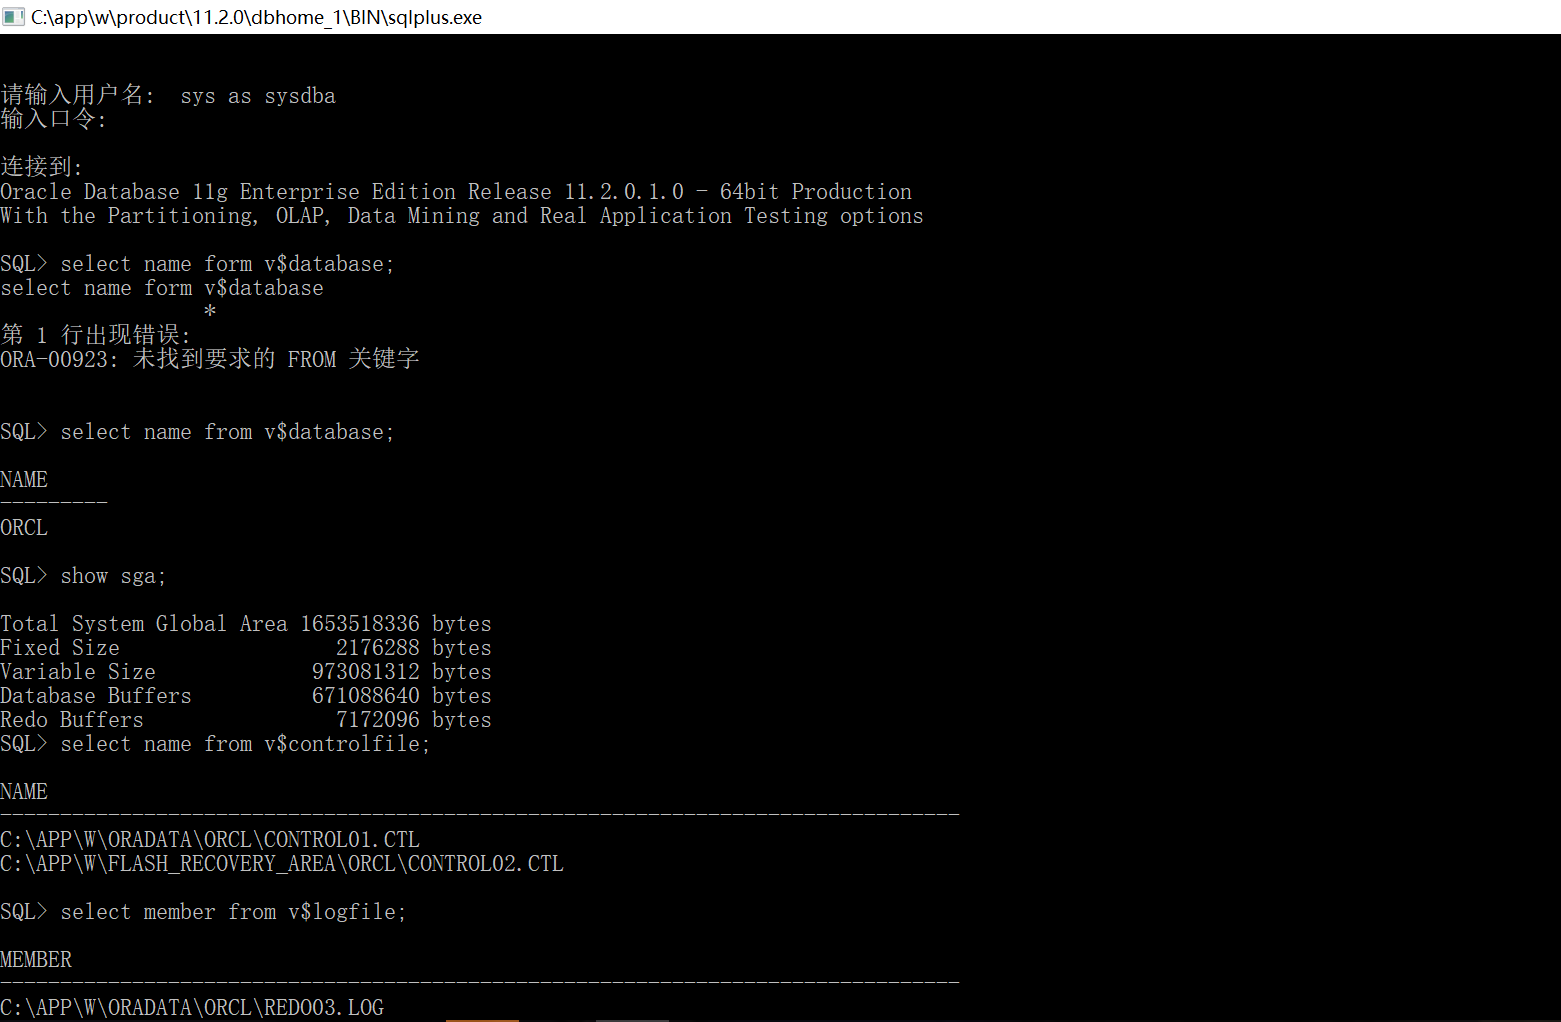 C:\app\w\product\11.2.0\dbhome_1\BIN\sqlplus.exe
请输入用户名:  sys as sysdba
输入口令:
连接到:
Oracle Database 11g Enterprise Edition Release 11.2.0.1.0 - 64bit Production
With the Partitioning, OLAP, Data Mining and Real Application Testing options
SQL> select name form v$database;
select name form v$database
                 *
第 1 行出现错误:
ORA-00923: 未找到要求的 FROM 关键字
SQL> select name from v$database;
NAME
---------
ORCL
SQL> show sga;
Total System Global Area 1653518336 bytes
Fixed Size                  2176288 bytes
Variable Size             973081312 bytes
Database Buffers          671088640 bytes
Redo Buffers                7172096 bytes
SQL> select name from v$controlfile;
NAME
--------------------------------------------------------------------------------
C:\APP\W\ORADATA\ORCL\CONTROL01.CTL
C:\APP\W\FLASH_RECOVERY_AREA\ORCL\CONTROL02.CTL
SQL> select member from v$logfile;
MEMBER
--------------------------------------------------------------------------------
C:\APP\W\ORADATA\ORCL\REDO03.LOG